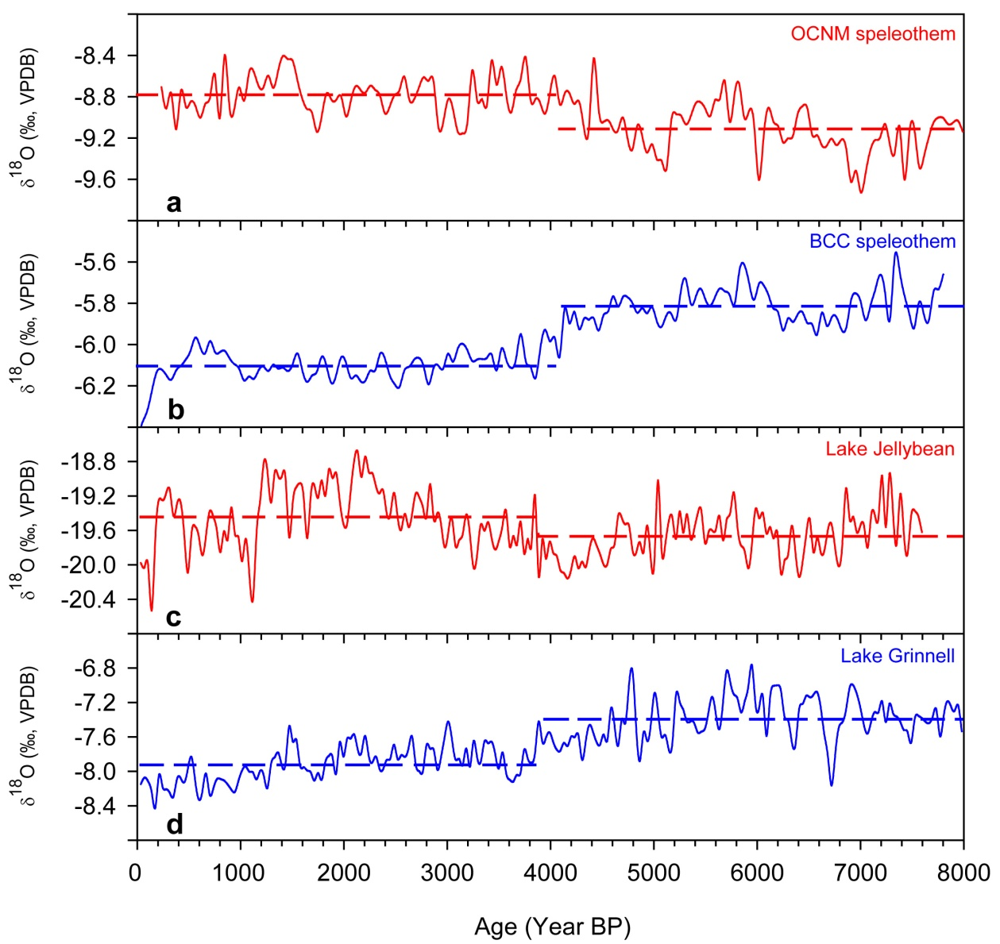 OCNM speleothem
-8.4
-8.8
-9.2
-9.6
δ18O (‰, VPDB)
a
BCC speleothem
-5.6
-5.8
-6.0
-6.2
δ18O (‰, VPDB)
b
Lake Jellybean
-18.8
-19.2
-19.6
-20.0
-20.4
δ18O (‰, VPDB)
c
Lake Grinnell
-6.8
-7.2
-7.6
-8.0
-8.4
δ18O (‰, VPDB)
d
0 1000 2000 3000 4000 5000 6000 7000 8000
Age (Year BP)